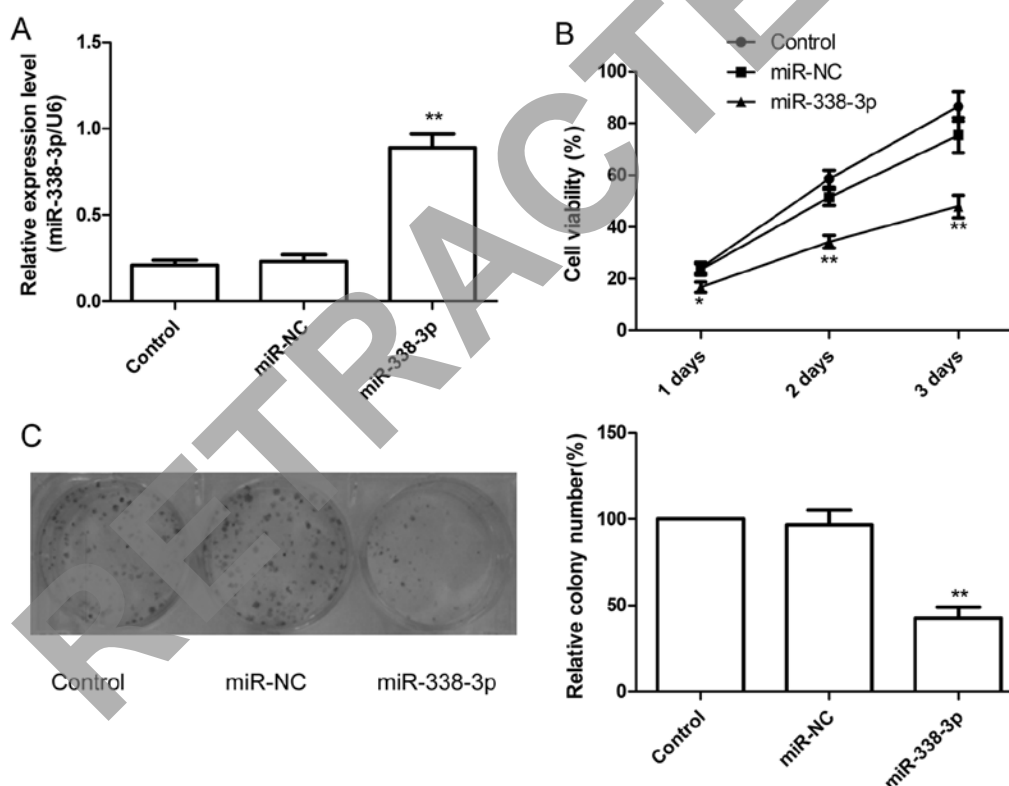 A
Relative expression level
(miR-338-3p/U6)
1.5
1.0
0.5
0.0
**
Control
miR-NC
miR-338-3p
B
Control
miR-NC
miR-338-3p
Cell viability (%)
100
80
60
40
20
0
*
**
**
1 days
2 days
3 days
C
Control
miR-NC
miR-338-3p
Relative colony number(%)
150
100
50
0
**
Control
miR-NC
miR-338-3p
RETRACTE